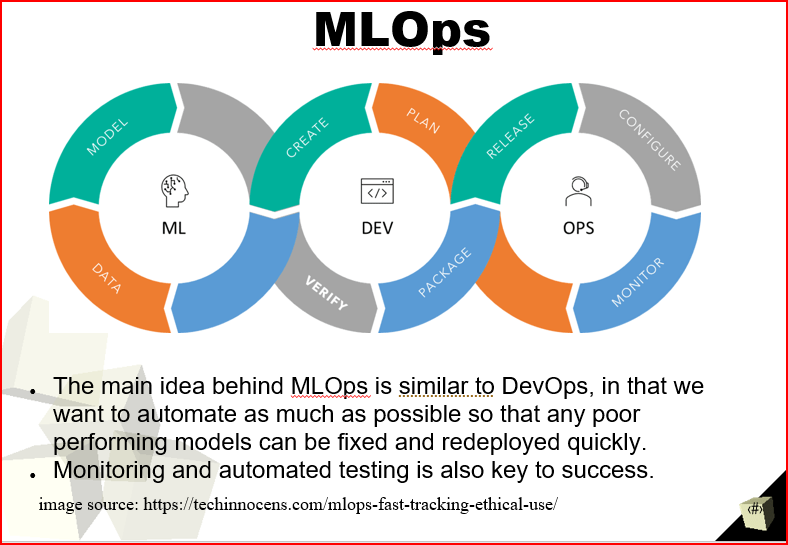 MLOps
MODEL
DATA
ML
CREATE
PLAN
VERIFY
PACKAGE
</>
DEV
RELEASE
CONFIGURE
MONITOR
OPS
• The main idea behind MLOps is similar to DevOps, in that we
want to automate as much as possible so that any poor
performing models can be fixed and redeployed quickly.
• Monitoring and automated testing is also key to success.
image source: https://techinnocens.com/mlops-fast-tracking-ethical-use/
‹#›